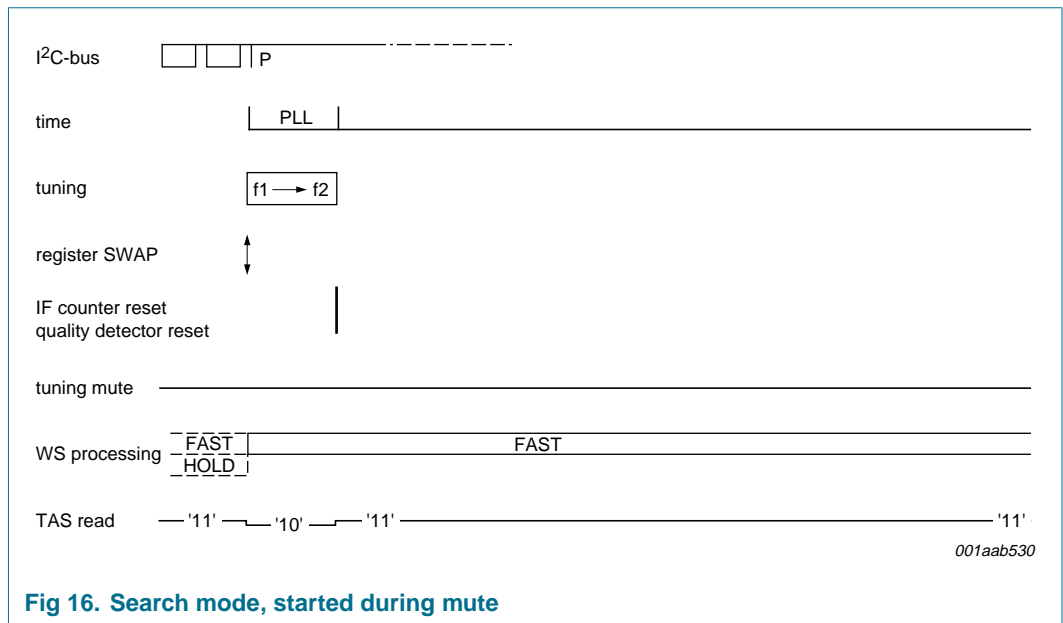 I2C-bus P
time PLL
tuning f1 → f2
register SWAP
IF counter reset
quality detector reset
tuning mute
WS processing FAST FAST
HOLD
TAS read '11' '10' '11' '11'
001aab530
Fig 16. Search mode, started during mute